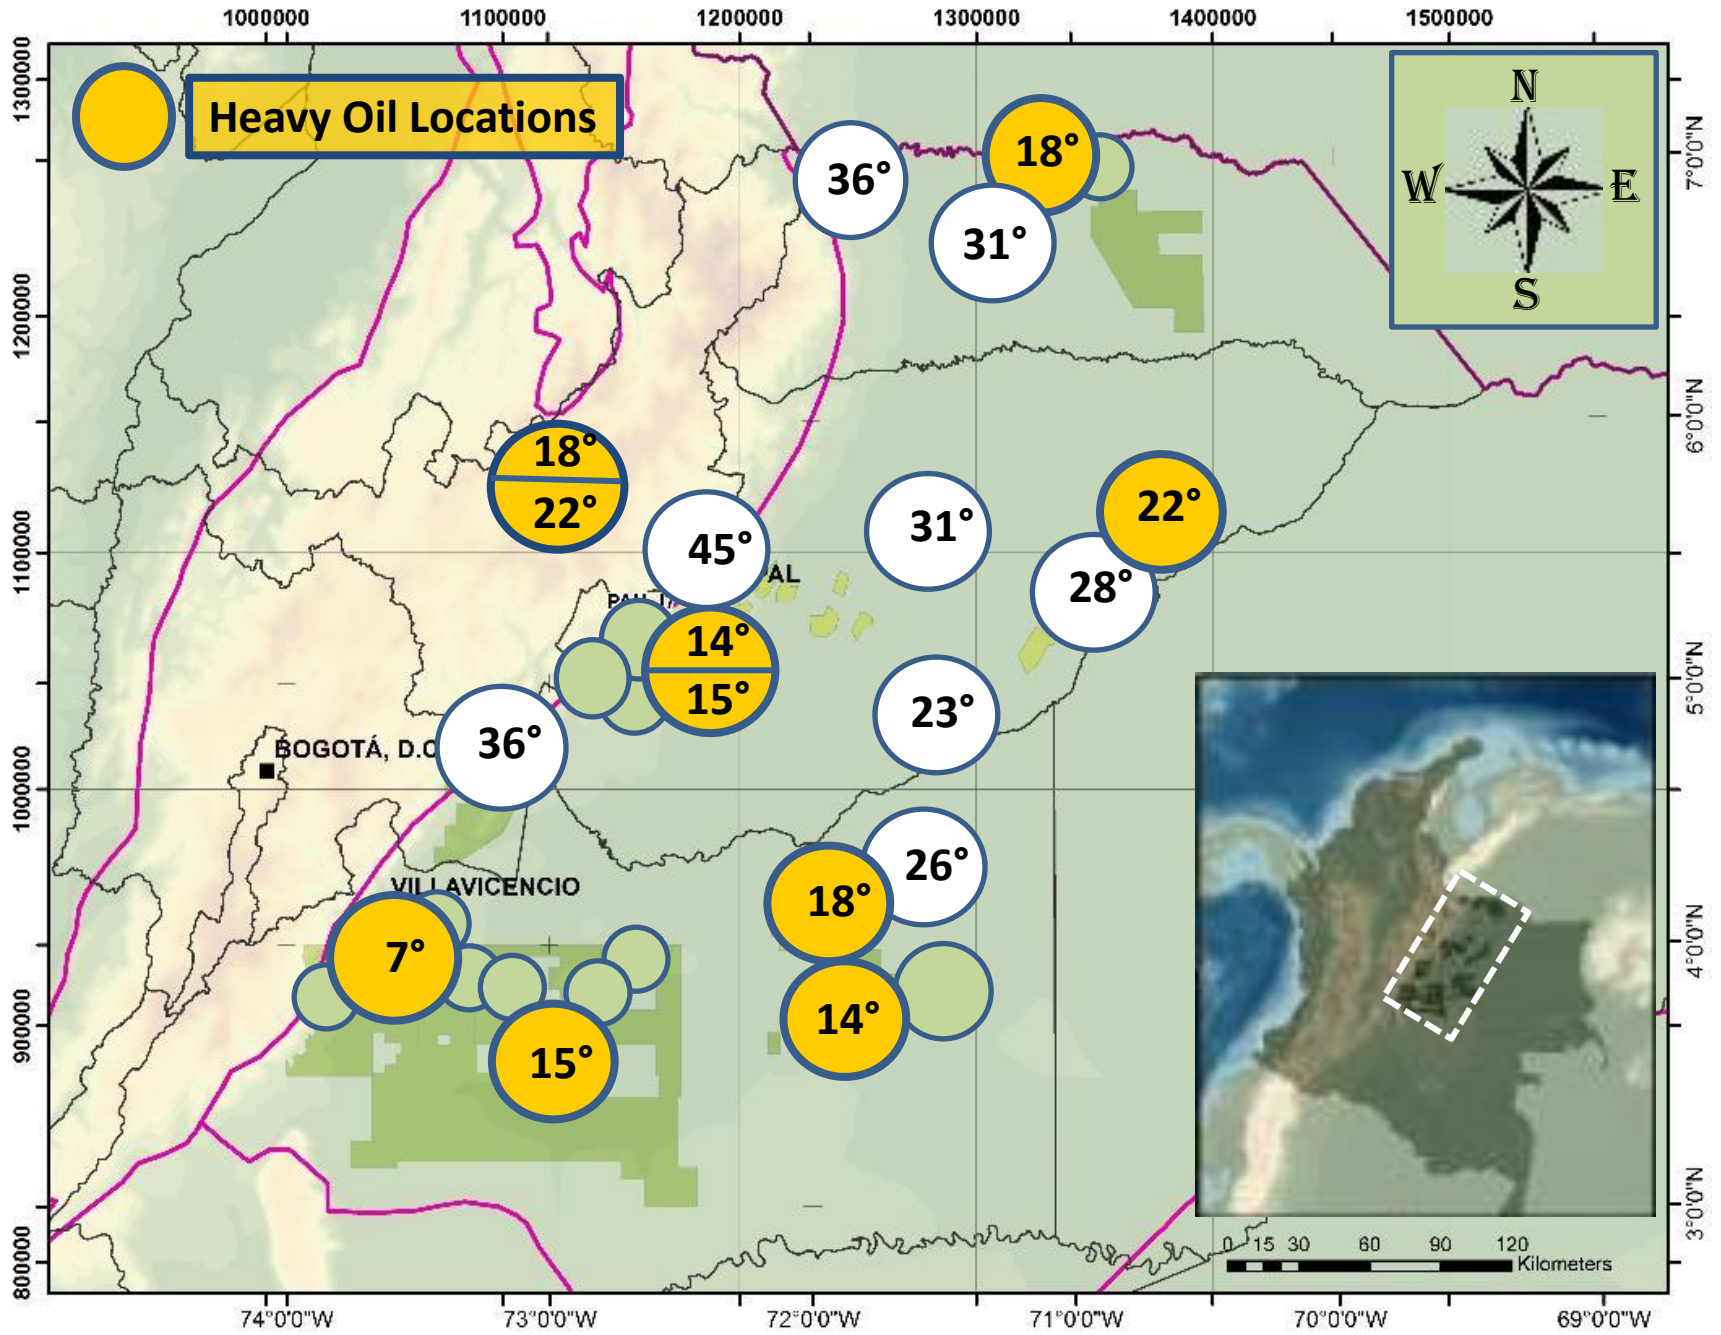 1000000 1100000 1200000 1300000 1400000 1500000
1300000
1200000
1100000
1000000
900000
800000
Heavy Oil Locations
N
W E
S
7°0'0"N
6°0'0"N
5°0'0"N
4°0'0"N
3°0'0"N
36°
18°
31°
18°
22°
45°
31°
22°
28°
PAL
14°
15°
23°
36°
BOGOTÁ, D.C
26°
VILLAVICENCIO
18°
7°
14°
15°
0 15 30 60 90 120
Kilometers
74°0'0"W 73°0'0"W 72°0'0"W 71°0'0"W 70°0'0"W 69°0'0"W